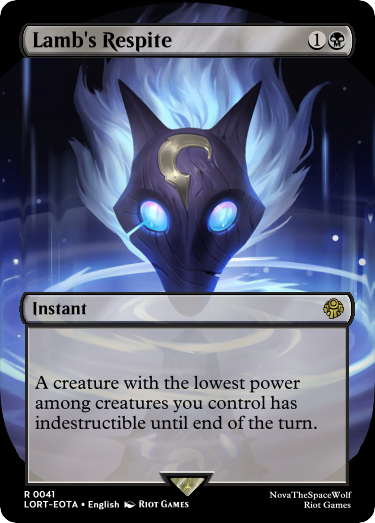 Lamb's Respite 1
Instant
A creature with the lowest power
among creatures you control has
indestructible until end of the turn.
R 0041
LORT-EOTA • English Riot Games
NovaTheSpaceWolf
Riot Games